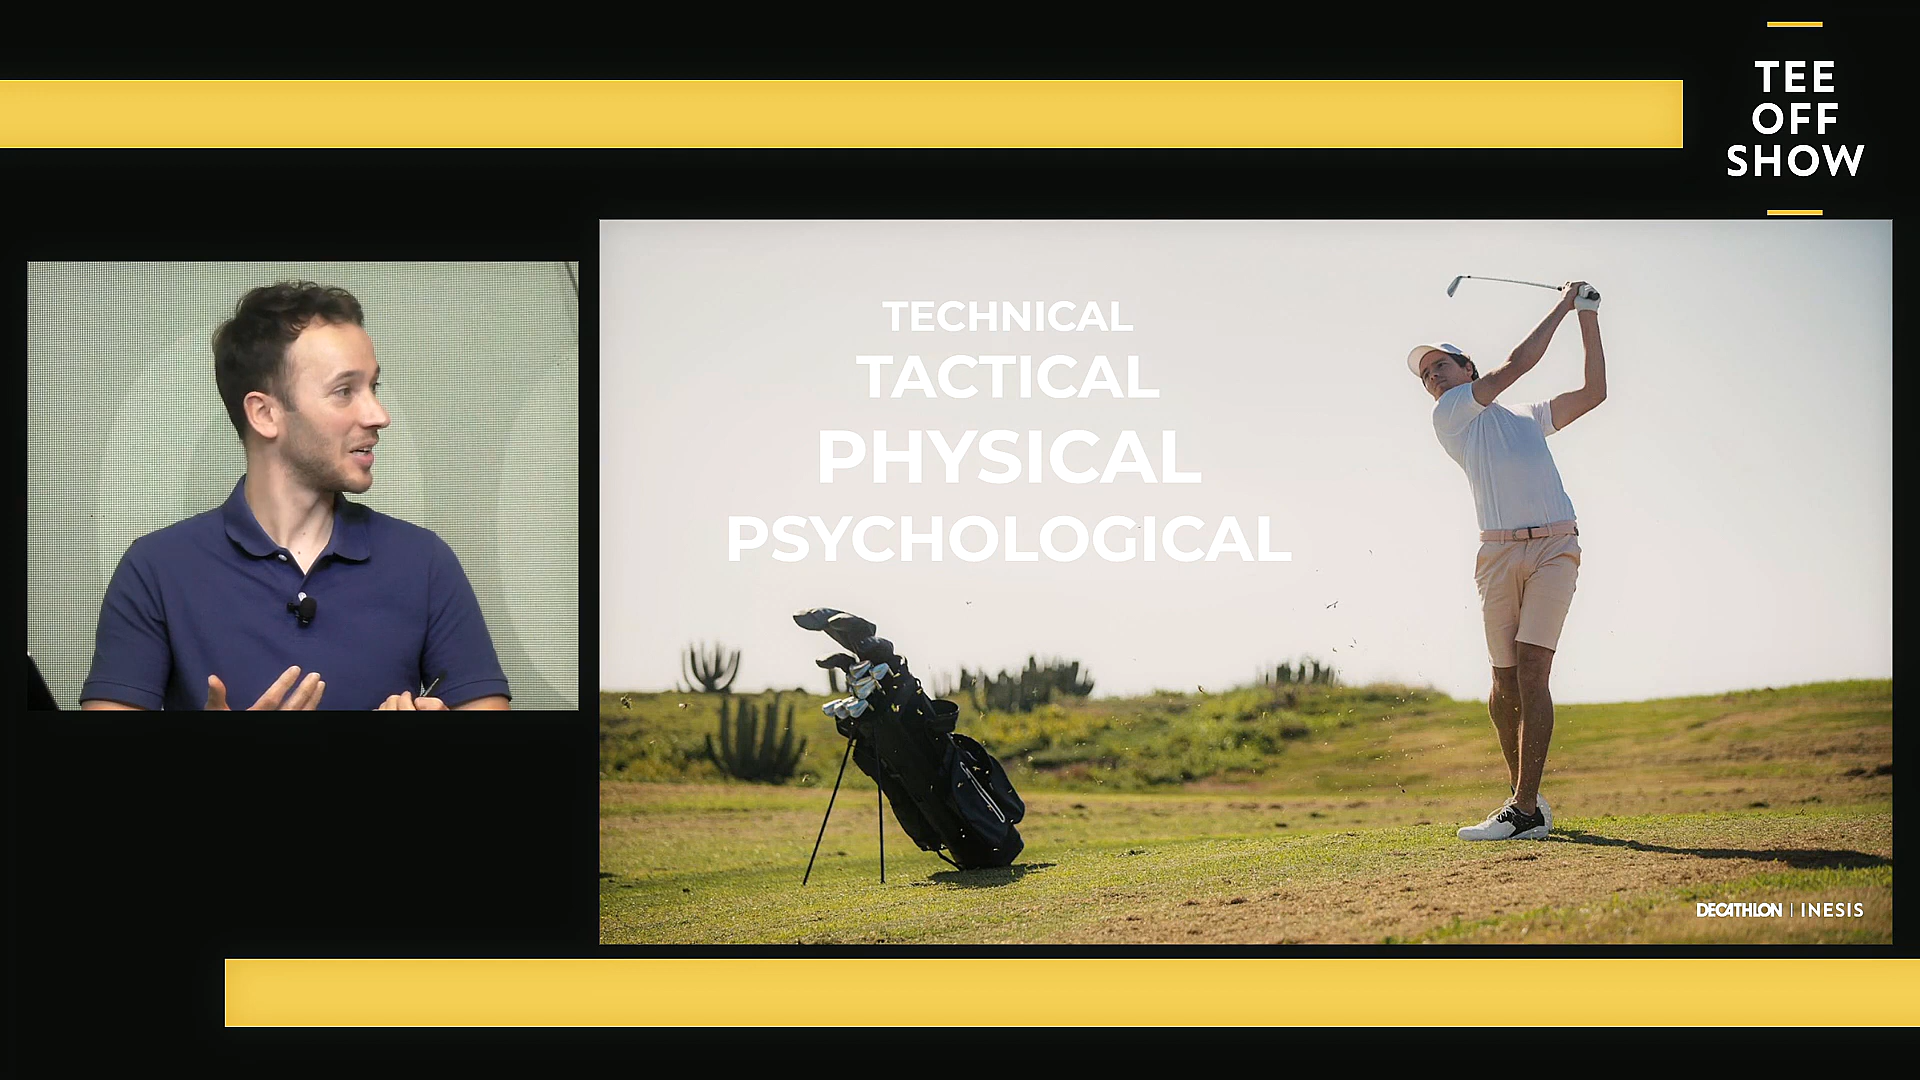 TEE
OFF
SHOW
TECHNICAL
TACTICAL
PHYSICAL
PSYCHOLOGICAL
DECATHLON | INESIS